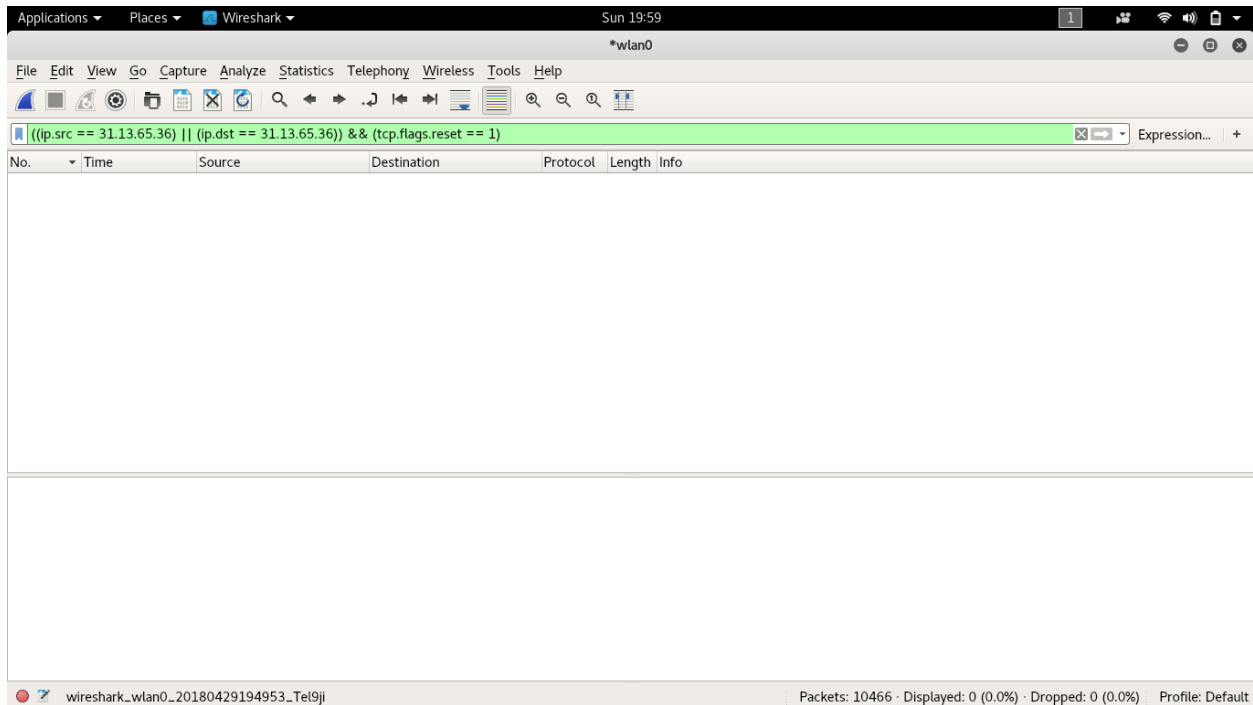 Applications Places Wireshark Sun 19:59 1
*wlan0
File Edit View Go Capture Analyze Statistics Telephony Wireless Tools Help
((ip.src == 31.13.65.36) || (ip.dst == 31.13.65.36)) && (tcp.flags.reset == 1) Expression... +
No. Time Source Destination Protocol Length Info
wireshark_wlan0_20180429194953_Tel9ji Packets: 10466 · Displayed: 0 (0.0%) · Dropped: 0 (0.0%) Profile: Default